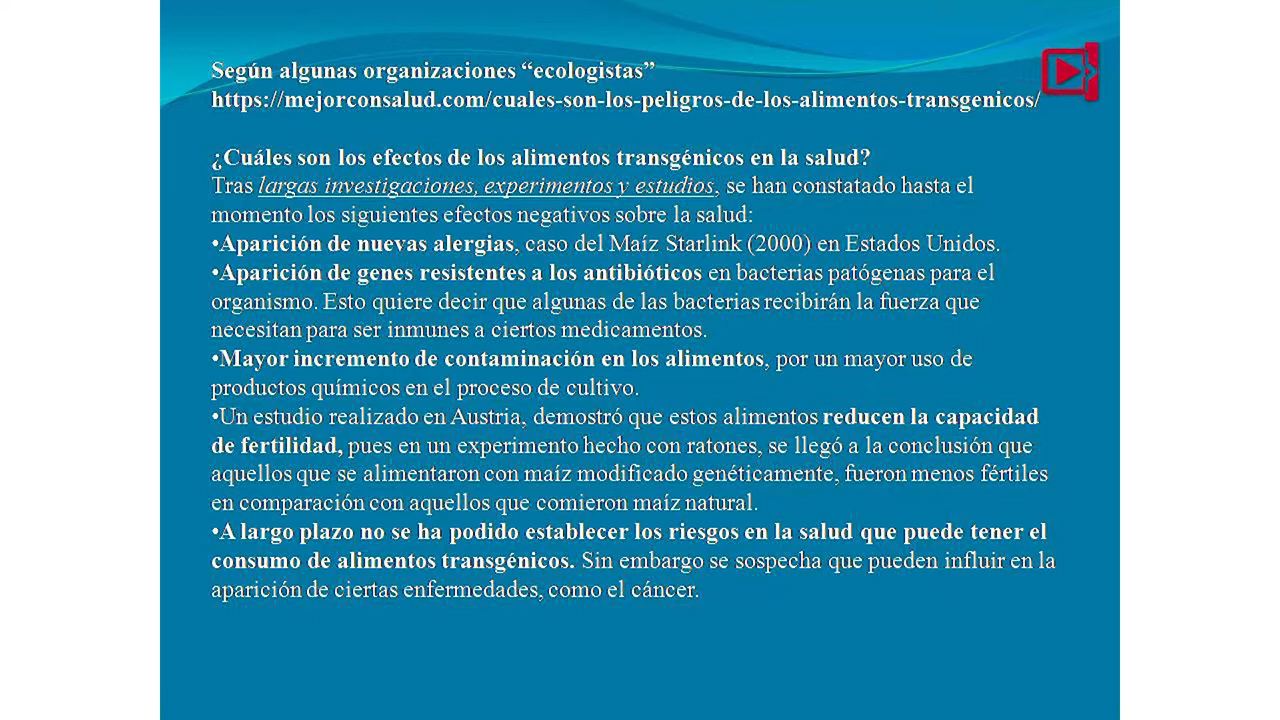 Según algunas organizaciones “ecologistas”
https://mejorconsalud.com/cuales-son-los-peligros-de-los-alimentos-transgenicos/
¿Cuáles son los efectos de los alimentos transgénicos en la salud?
Tras largas investigaciones, experimentos y estudios, se han constatado hasta el
momento los siguientes efectos negativos sobre la salud:
•Aparición de nuevas alergias, caso del Maíz Starlink (2000) en Estados Unidos.
•Aparición de genes resistentes a los antibióticos en bacterias patógenas para el
organismo. Esto quiere decir que algunas de las bacterias recibirán la fuerza que
necesitan para ser inmunes a ciertos medicamentos.
•Mayor incremento de contaminación en los alimentos, por un mayor uso de
productos químicos en el proceso de cultivo.
•Un estudio realizado en Austria, demostró que estos alimentos reducen la capacidad
de fertilidad, pues en un experimento hecho con ratones, se llegó a la conclusión que
aquellos que se alimentaron con maíz modificado genéticamente, fueron menos fértiles
en comparación con aquellos que comieron maíz natural.
•A largo plazo no se ha podido establecer los riesgos en la salud que puede tener el
consumo de alimentos transgénicos. Sin embargo se sospecha que pueden influir en la
aparición de ciertas enfermedades, como el cáncer.